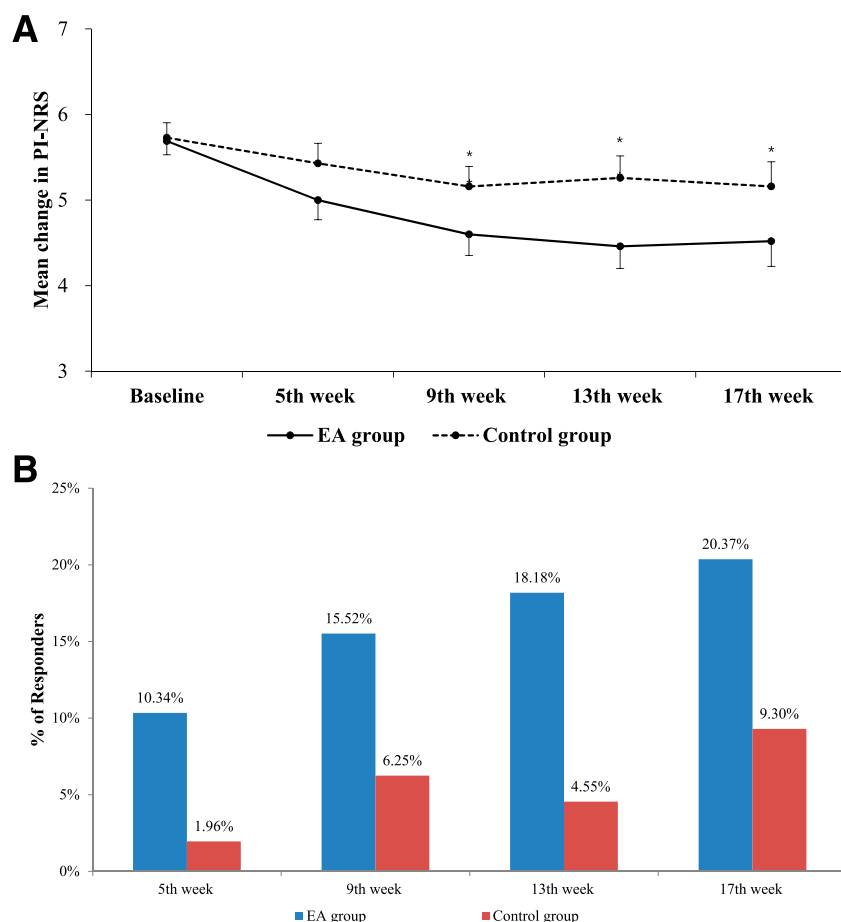 A
Mean change in PI-NRS
7
6
5
4
3
*
*
*
Baseline 5th week 9th week 13th week 17th week
EA group Control group
B
% of Responders
25%
20%
15%
10%
5%
0%
10.34%
1.96%
15.52%
6.25%
18.18%
4.55%
20.37%
9.30%
5th week 9th week 13th week 17th week
EA group Control group